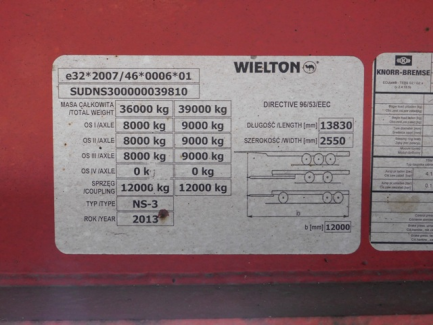 e32*2007/46*0006*01
SUDNS300000039810
WIELTON
MASA CAŁKOWITA
/TOTAL WEIGHT 36000 kg 39000 kg
OŚ I /AXLE 8000 kg 9000 kg
OŚ II /AXLE 8000 kg 9000 kg
OŚ III /AXLE 8000 kg 9000 kg
OŚ IV /AXLE 0 kg 0 kg
SPRZĘG
/COUPLING 12000 kg 12000 kg
TYP /TYPE NS-3
ROK /YEAR 2013
DIRECTIVE 96/53/EEC
DŁUGOŚĆ /LENGTH [mm] 13830
SZEROKOŚĆ /WIDTH [mm] 2550
b
b [mm] 12000
KNORR-BREMSE